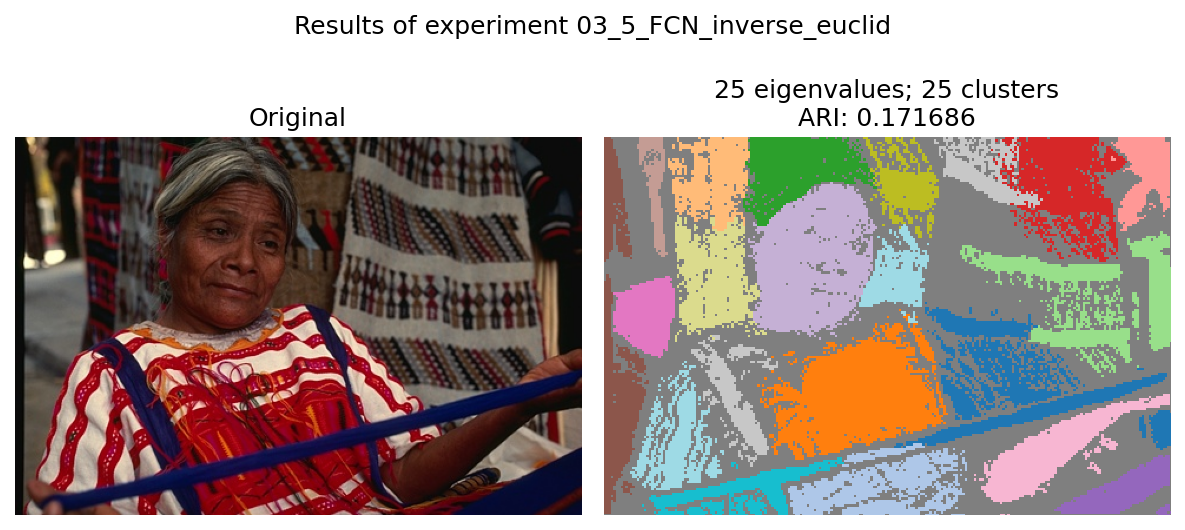 Results of experiment 03_5_FCN_inverse_euclid
Original
25 eigenvalues; 25 clusters
ARI: 0.171686